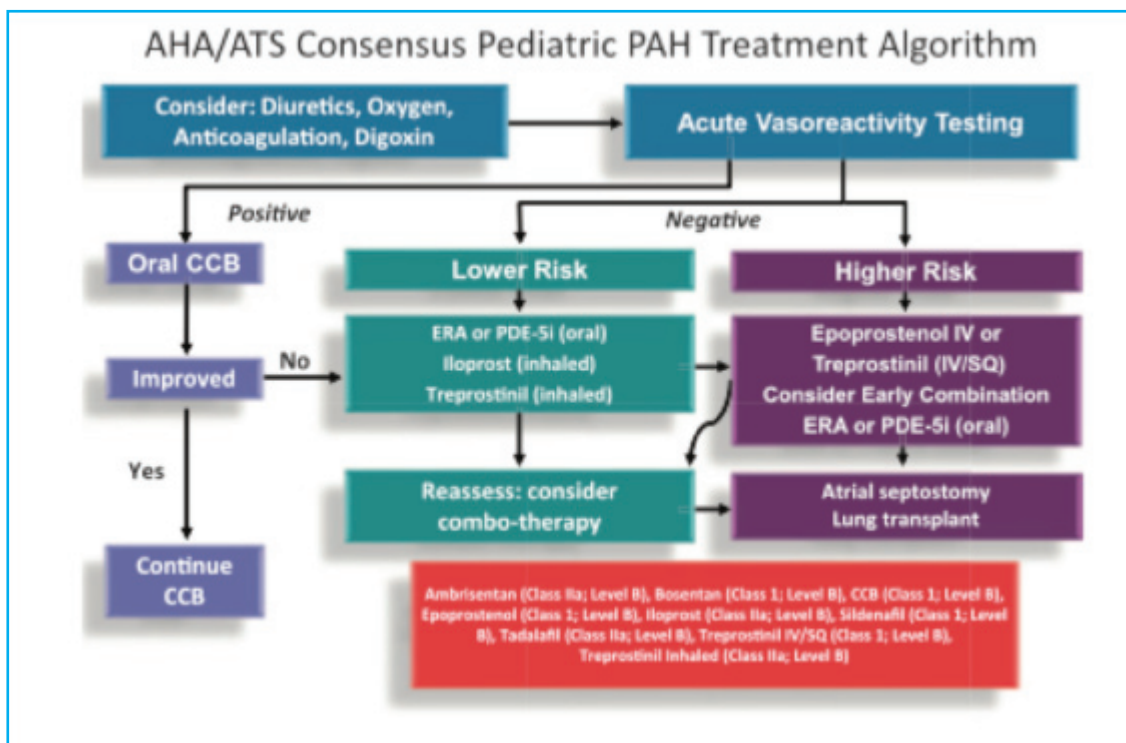 AHA/ATS Consensus Pediatric PAH Treatment Algorithm
Consider: Diuretics, Oxygen,
Anticoagulation, Digoxin
Acute Vasoreactivity Testing
Positive
Negative
Oral CCB
Lower Risk
Higher Risk
Improved
No
ERA or PDE-5i (oral)
Iloprost (inhaled)
Treprostinil (inhaled)
Epoprostenol IV or
Treprostinil (IV/SQ)
Consider Early Combination
ERA or PDE-5i (oral)
Yes
Reassess: consider
combo-therapy
Atrial septostomy
Lung transplant
Continue
CCB
Ambrisentan (Class IIa; Level B), Bosentan (Class 1; Level B), CCB (Class 1; Level B),
Epoprostenol (Class 1; Level B), Iloprost (Class IIa; Level B), Sildenafil (Class 1; Level
B), Tadalafil (Class IIa; Level B), Treprostinil IV/SQ (Class 1; Level B),
Treprostinil Inhaled (Class IIa; Level B)